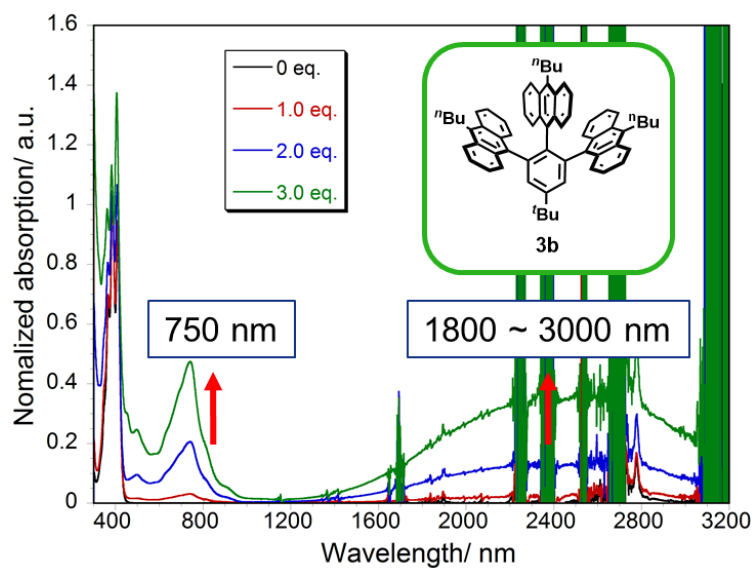 1.6
1.4
1.2
1
0.8
0.6
0.4
0.2
0
Nomalized absorption/ a.u.
0 eq.
1.0 eq.
2.0 eq.
3.0 eq.
nBu
nBu
nBu
tBu
3b
750 nm
1800 ~ 3000 nm
400 800 1200 1600 2000 2400 2800 3200
Wavelength/ nm